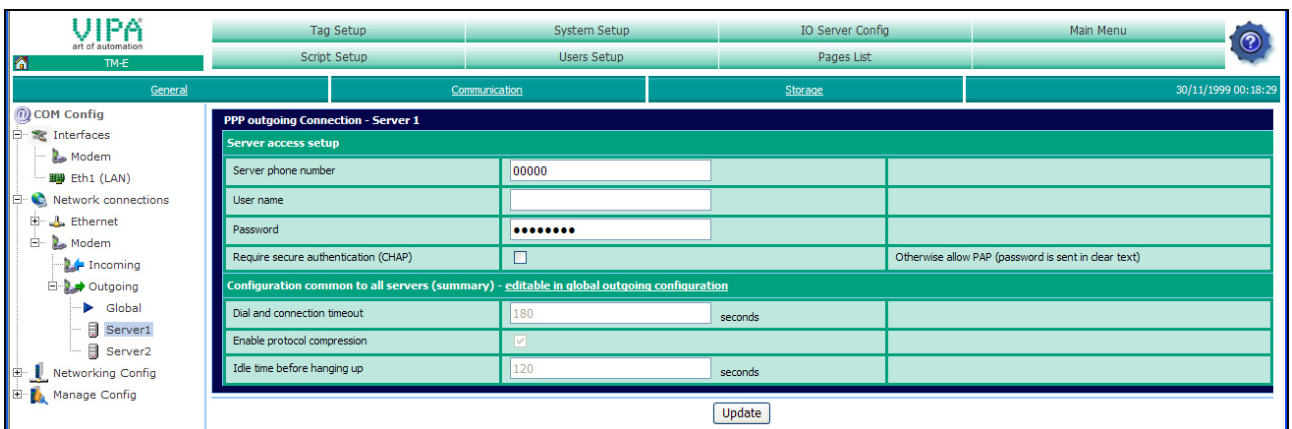 VIPA
art of automation
TM-E
Tag Setup
System Setup
IO Server Config
Main Menu
Script Setup
Users Setup
Pages List
?
General
Communication
Storage
30/11/1999 00:18:29
@ COM Config
Interfaces
Modem
Eth1 (LAN)
Network connections
Ethernet
Modem
Incoming
Outgoing
Global
Server1
Server2
Networking Config
Manage Config
PPP outgoing Connection - Server 1
Server access setup
Server phone number 00000
User name
Password ••••••••
Require secure authentication (CHAP) Otherwise allow PAP (password is sent in clear text)
Configuration common to all servers (summary) - editable in global outgoing configuration
Dial and connection timeout 180 seconds
Enable protocol compression
Idle time before hanging up 120 seconds
Update